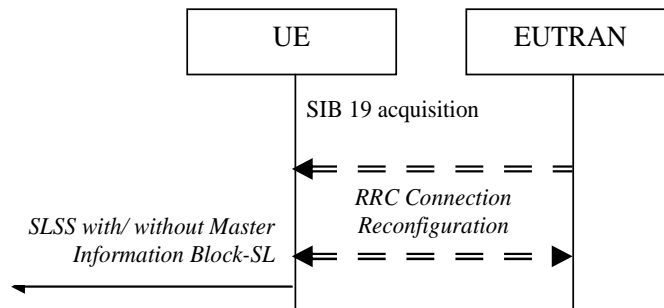 UE
EUTRAN
SIB 19 acquisition
RRC Connection
Reconfiguration
SLSS with/ without Master
Information Block-SL